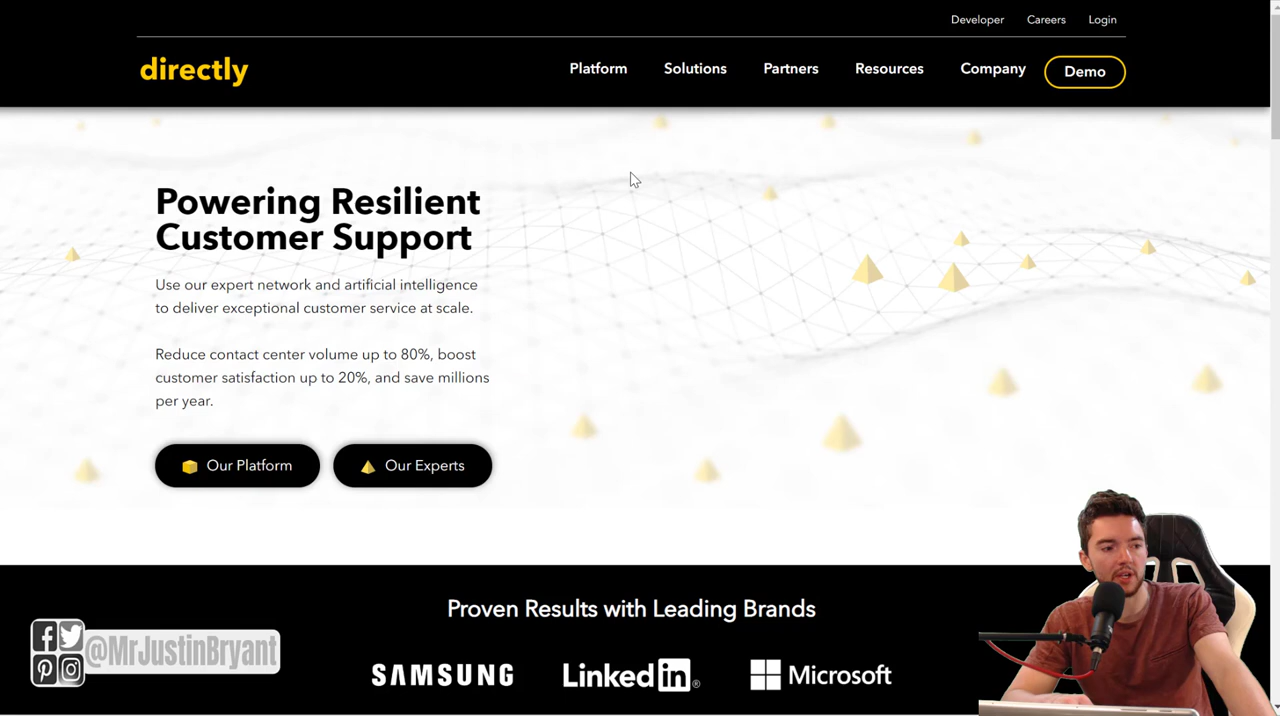 Developer Careers Login
directly Platform Solutions Partners Resources Company Demo
Powering Resilient
Customer Support
Use our expert network and artificial intelligence
to deliver exceptional customer service at scale.
Reduce contact center volume up to 80%, boost
customer satisfaction up to 20%, and save millions
per year.
Our Platform Our Experts
Proven Results with Leading Brands
SAMSUNG LinkedIn® Microsoft
@MrJustinBryant